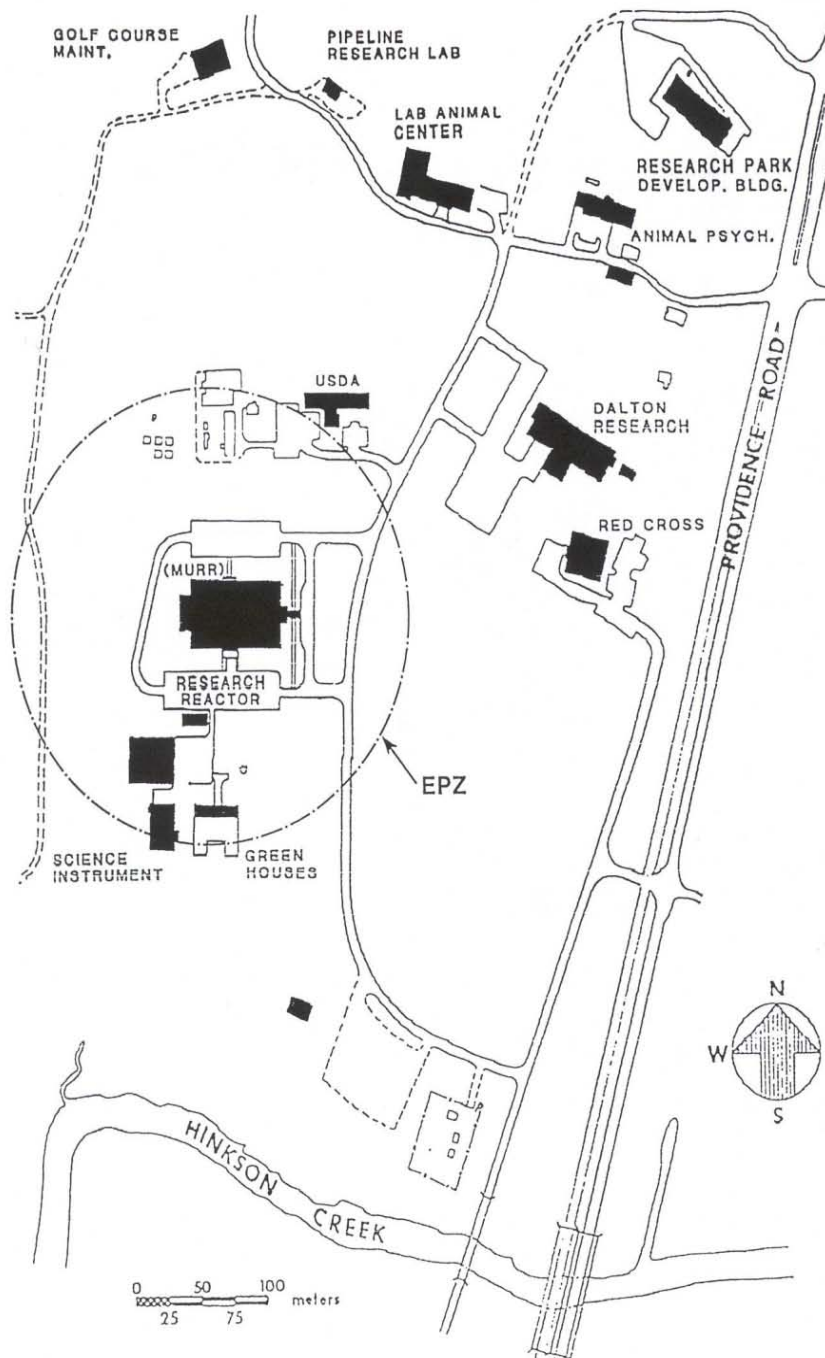 GOLF COURSE
MAINT.
PIPELINE
RESEARCH LAB
LAB ANIMAL
CENTER
RESEARCH PARK
DEVELOP. BLDG.
ANIMAL PSYCH.
USDA
DALTON
RESEARCH
PROVIDENCE ROAD
RED CROSS
(MURR)
RESEARCH
REACTOR
EPZ
SCIENCE
INSTRUMENT
GREEN
HOUSES
N
W
S
HINKSON
CREEK
0 50 100
meters
25 75